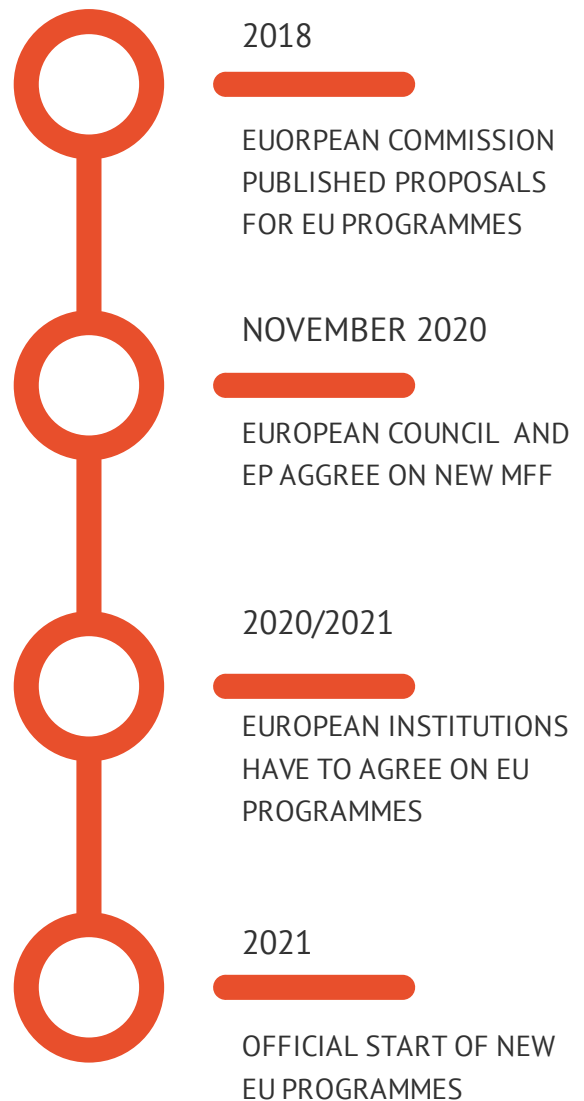 2018
EUORPEAN COMMISSION
PUBLISHED PROPOSALS
FOR EU PROGRAMMES
NOVEMBER 2020
EUROPEAN COUNCIL AND
EP AGGREE ON NEW MFF
2020/2021
EUROPEAN INSTITUTIONS
HAVE TO AGREE ON EU
PROGRAMMES
2021
OFFICIAL START OF NEW
EU PROGRAMMES